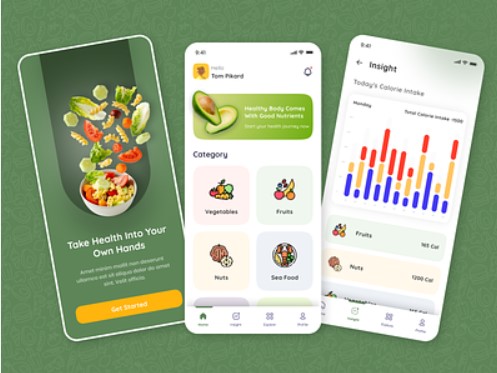 Take Health Into Your
Own Hands
Amet minim mollit non deserunt
ullamco est sit aliqua dolor do amet
sint. Velit officia
Get Started
9:41
Hello
Tom Pikard
Healthy Body Comes
With Good Nutrients
Start your health journey now
Category
Vegetables
Fruits
Nuts
Sea Food
Home
Insight
Explore
Profile
9:41
Insight
Today's Calorie Intake
Monday
Total Calorie Intake -1500
Fruits
165 Cal
Nuts
1200 Cal
Insight
Explore
Profile